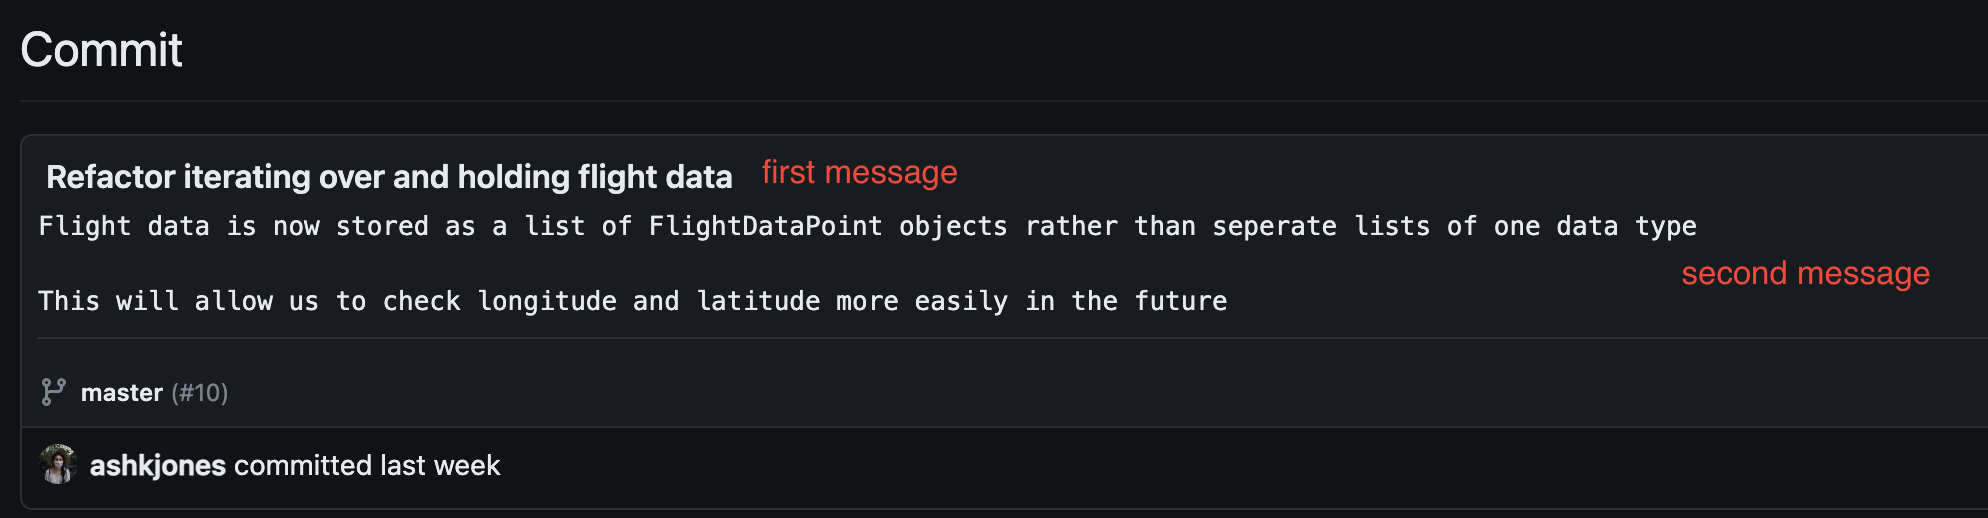 Commit
Refactor iterating over and holding flight data first message
Flight data is now stored as a list of FlightDataPoint objects rather than seperate lists of one data type
second message
This will allow us to check longitude and latitude more easily in the future
master (#10)
ashkjones committed last week